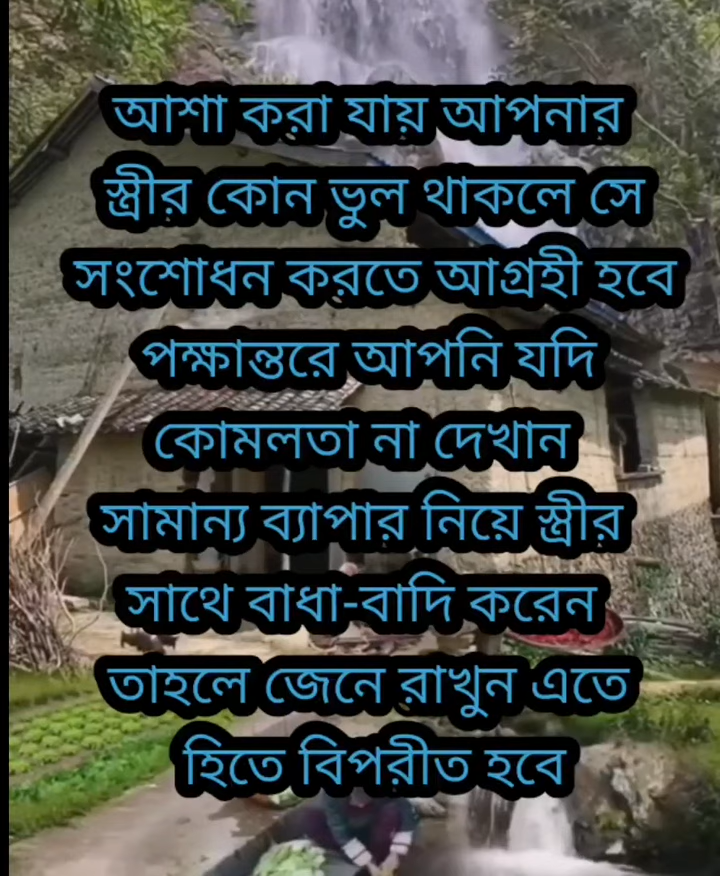 আশা করা যায় আপনার
স্ত্রীর কোন ভুল থাকলে সে
সংশোধন করতে আগ্রহী হবে
পক্ষান্তরে আপনি যদি
কোমলতা না দেখান
সামান্য ব্যাপার নিয়ে স্ত্রীর
সাথে বাধা-বাদি করেন
তাহলে জেনে রাখুন এতে
হিতে বিপরীত হবে